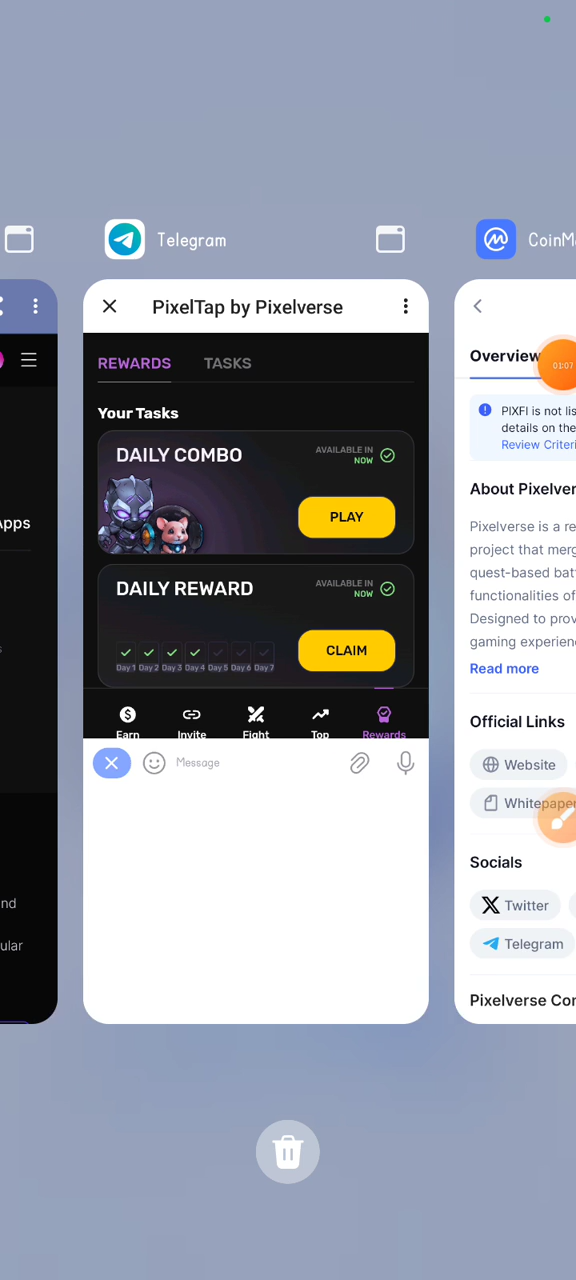 Telegram
CoinMa
PixelTap by Pixelverse
REWARDS
TASKS
Your Tasks
DAILY COMBO
AVAILABLE IN
NOW
PLAY
DAILY REWARD
AVAILABLE IN
NOW
CLAIM
Day 1 Day 2 Day 3 Day 4 Day 5 Day 6 Day 7
Earn
Invite
Fight
Top
Rewards
Message
Apps
nd
ular
Overview
01:07
PIXFI is not lis
details on the
Review Criteri
About Pixelver
Pixelverse is a re
project that merg
quest-based batt
functionalities of
Designed to prov
gaming experienc
Read more
Official Links
Website
Whitepaper
Socials
Twitter
Telegram
Pixelverse Con